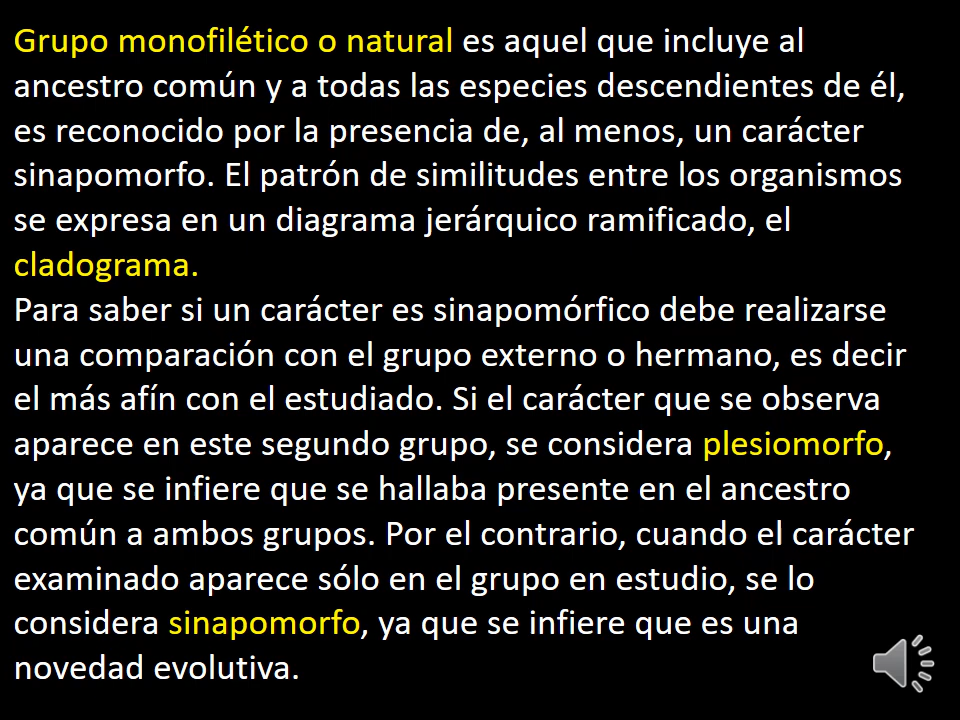 Grupo monofilético o natural es aquel que incluye al
ancestro común y a todas las especies descendientes de él,
es reconocido por la presencia de, al menos, un carácter
sinapomorfo. El patrón de similitudes entre los organismos
se expresa en un diagrama jerárquico ramificado, el
cladograma.
Para saber si un carácter es sinapomórfico debe realizarse
una comparación con el grupo externo o hermano, es decir
el más afín con el estudiado. Si el carácter que se observa
aparece en este segundo grupo, se considera plesiomorfo,
ya que se infiere que se hallaba presente en el ancestro
común a ambos grupos. Por el contrario, cuando el carácter
examinado aparece sólo en el grupo en estudio, se lo
considera sinapomorfo, ya que se infiere que es una
novedad evolutiva.